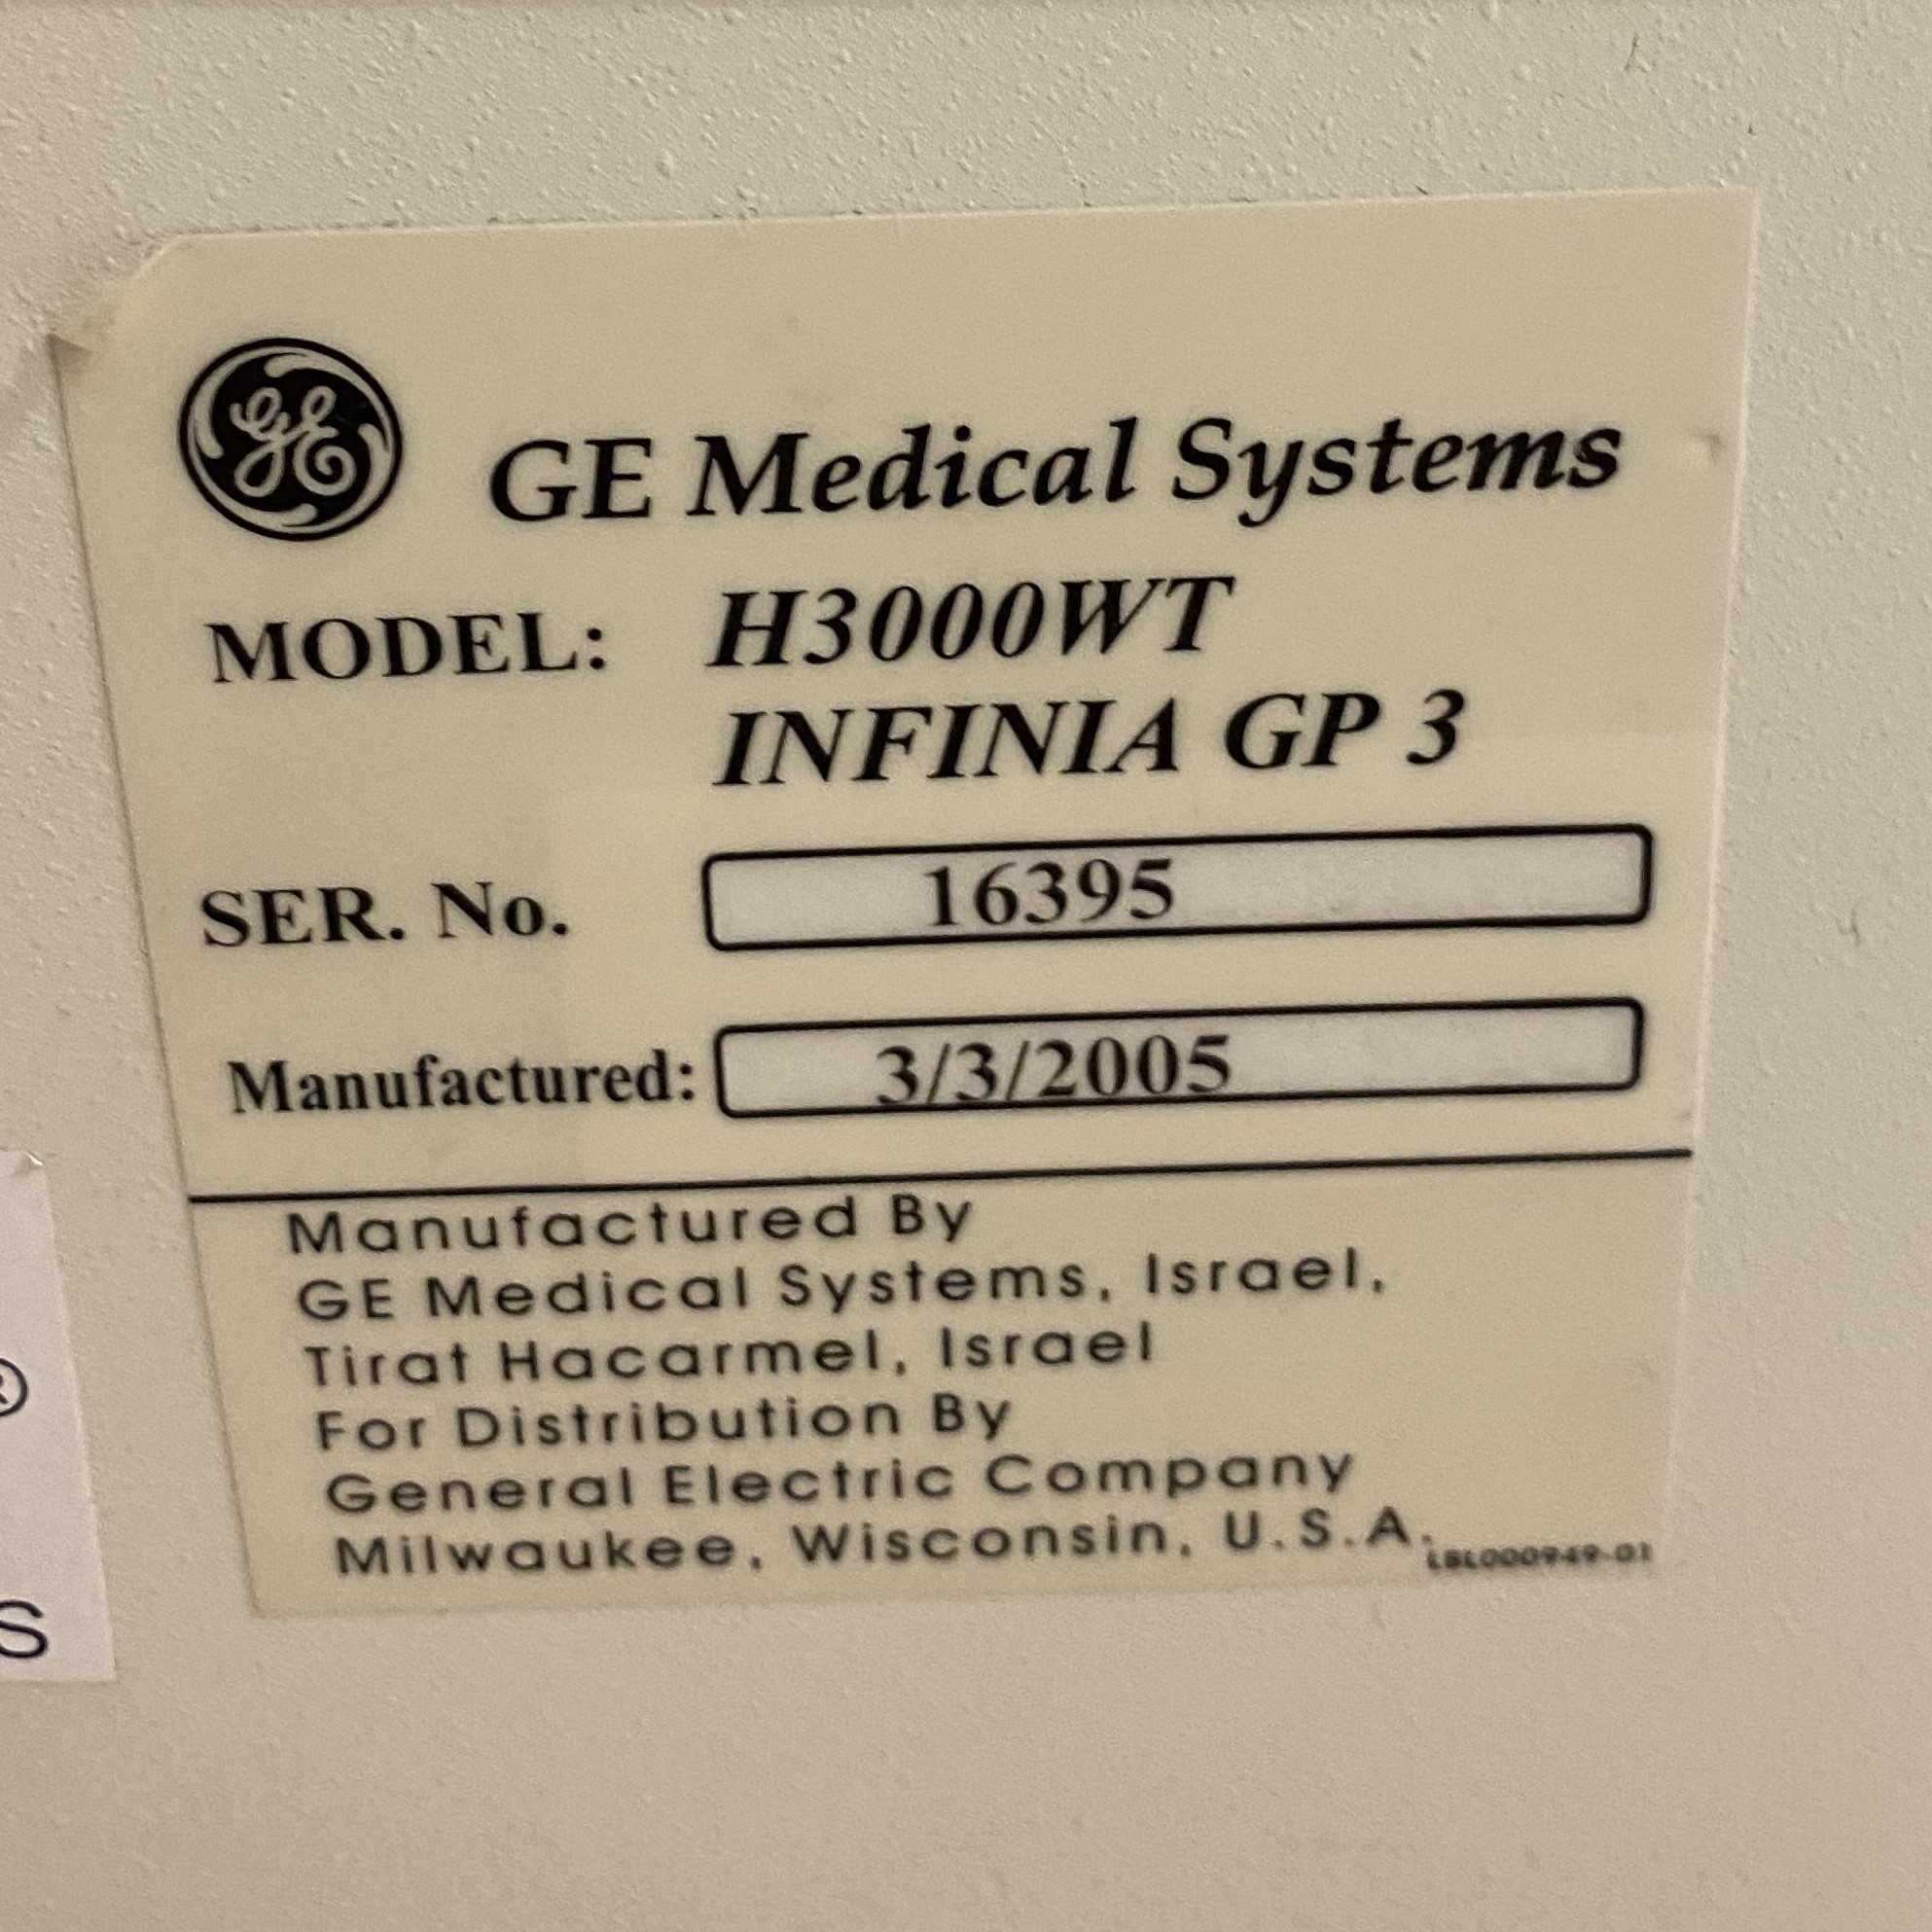 GE
GE Medical Systems
MODEL: H3000WT
INFINIA GP 3
SER. No. 16395
Manufactured: 3/3/2005
Manufactured By
GE Medical Systems, Israel,
Tirat Hacarmel, Israel
For Distribution By
General Electric Company
Milwaukee, Wisconsin, U.S.A.
LBL000949-01
®
S